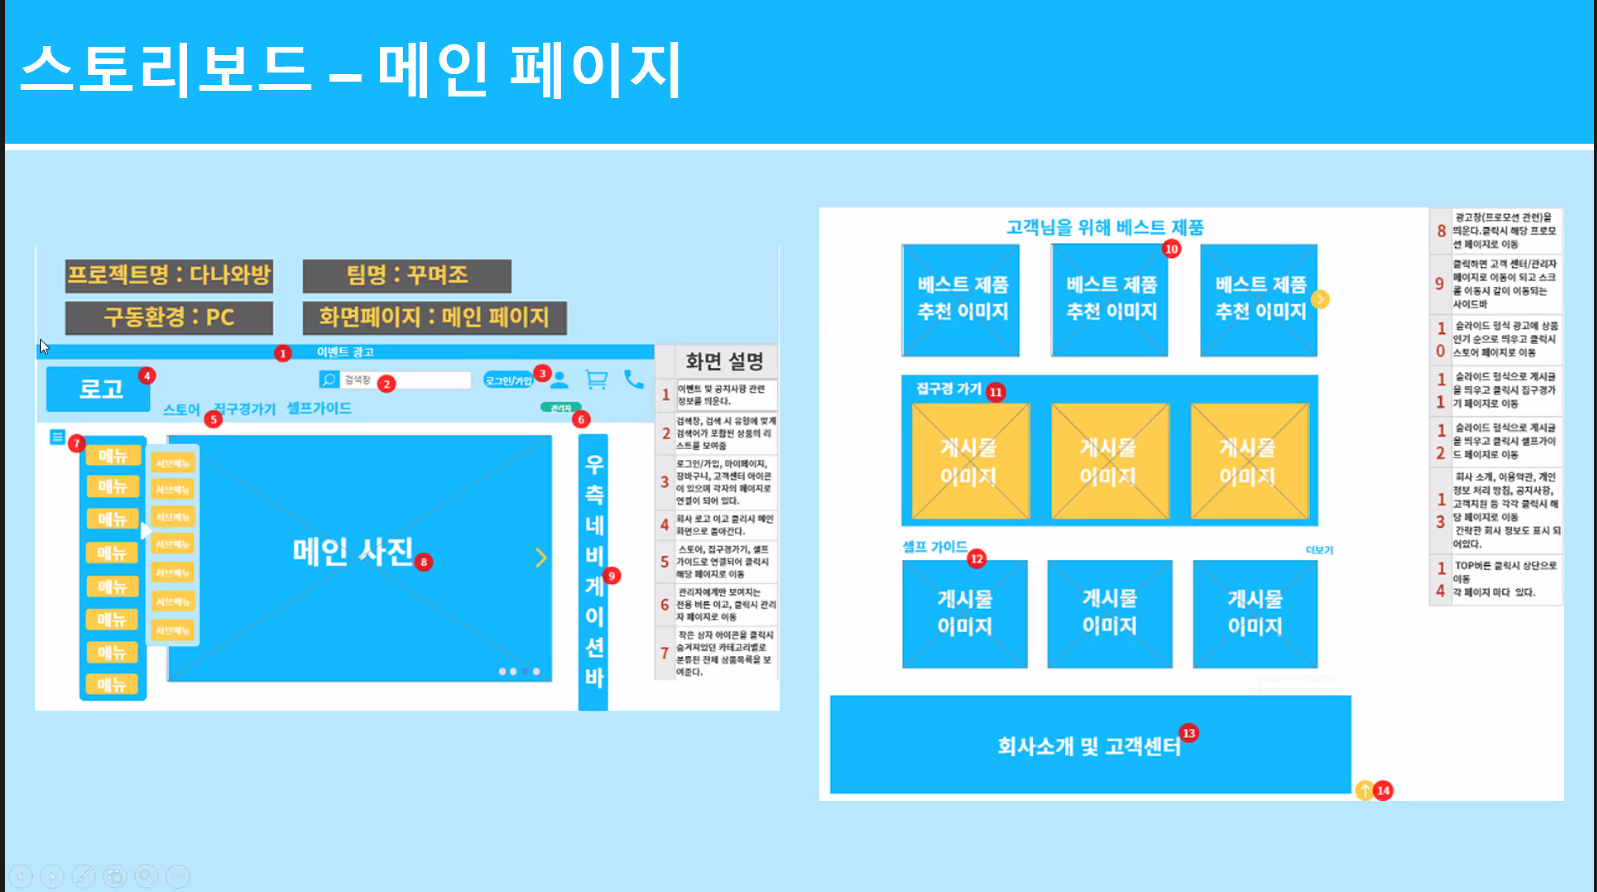 스토리보드 – 메인 페이지
프로젝트명 : 다나와방
팀명 : 꾸며조
구동환경 : PC
화면페이지 : 메인 페이지
1
이벤트 광고
로고
4
검색창
2
로그인/가입
3
스토어
5
집구경가기
셀프가이드
관리자
6
7
메뉴
메뉴
메뉴
메뉴
메뉴
메뉴
메뉴
메뉴
서브메뉴
서브메뉴
서브메뉴
서브메뉴
서브메뉴
서브메뉴
서브메뉴
메인 사진
8
우
측
네
비
게
이
션
바
9
화면 설명
1
이벤트 및 공지사항 관련
정보를 띄운다.
2
검색창, 검색 시 유형에 맞게
검색어가 포함된 상품의 리
스트를 보여줌
3
로그인/가입, 마이페이지,
장바구니, 고객센터 아이콘
이 있으며 각자의 페이지로
연결이 되어 있다.
4
회사 로고 이고 클릭시 메인
화면으로 돌아간다.
5
스토어, 집구경가기, 셀프
가이드로 연결되어 클릭시
해당 페이지로 이동
6
관리자에게만 보여지는
전용 버튼 이고, 클릭시 관리
자 페이지로 이동
7
작은 상자 아이콘을 클릭시
숨겨져있던 카테고리별로
분류된 전체 상품목록을 보
여준다.
고객님을 위해 베스트 제품
10
베스트 제품
추천 이미지
베스트 제품
추천 이미지
베스트 제품
추천 이미지
집구경 가기
11
게시물
이미지
게시물
이미지
게시물
이미지
셀프 가이드
12
더보기
게시물
이미지
게시물
이미지
게시물
이미지
회사소개 및 고객센터
13
14
8
광고창(프로모션 관련)을
띄운다.클릭시 해당 프로모
션 페이지로 이동
9
클릭하면 고객 센터/관리자
페이지로 이동이 되고 스크
롤 이동시 같이 이동되는
사이드바
1
0
슬라이드 형식 광고에 상품
인기 순으로 띄우고 클릭시
스토어 페이지로 이동
1
1
슬라이드 형식으로 게시글
을 띄우고 클릭시 집구경가
기 페이지로 이동
1
2
슬라이드 형식으로 게시글
을 띄우고 클릭시 셀프가이
드 페이지로 이동
1
3
회사 소개, 이용약관, 개인
정보 처리 방침, 공지사항,
고객지원 등 각각 클릭시 해
당 페이지로 이동
간략한 회사 정보도 표시 되
어있다.
1
4
TOP버튼 클릭시 상단으로
이동
각 페이지 마다 있다.